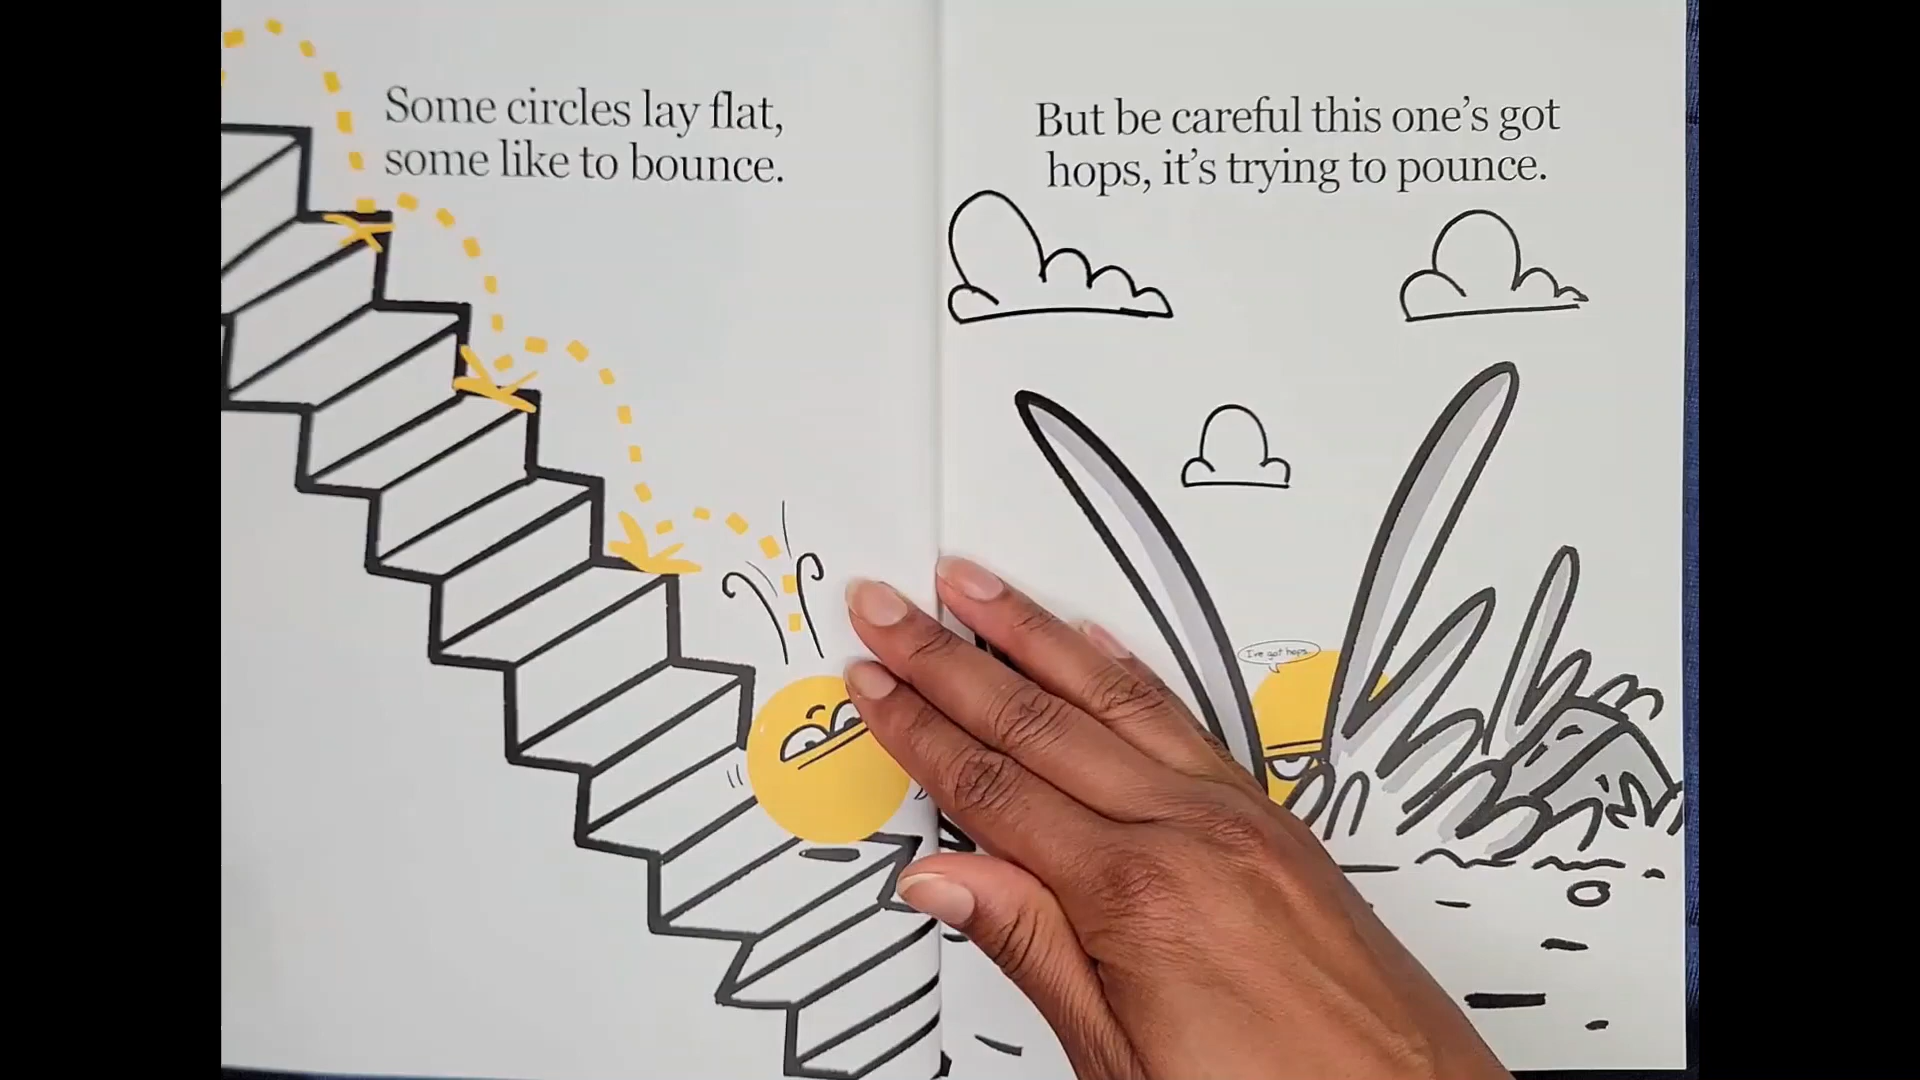 Some circles lay flat,
some like to bounce.
But be careful this one's got
hops, it's trying to pounce.
I've got hops.